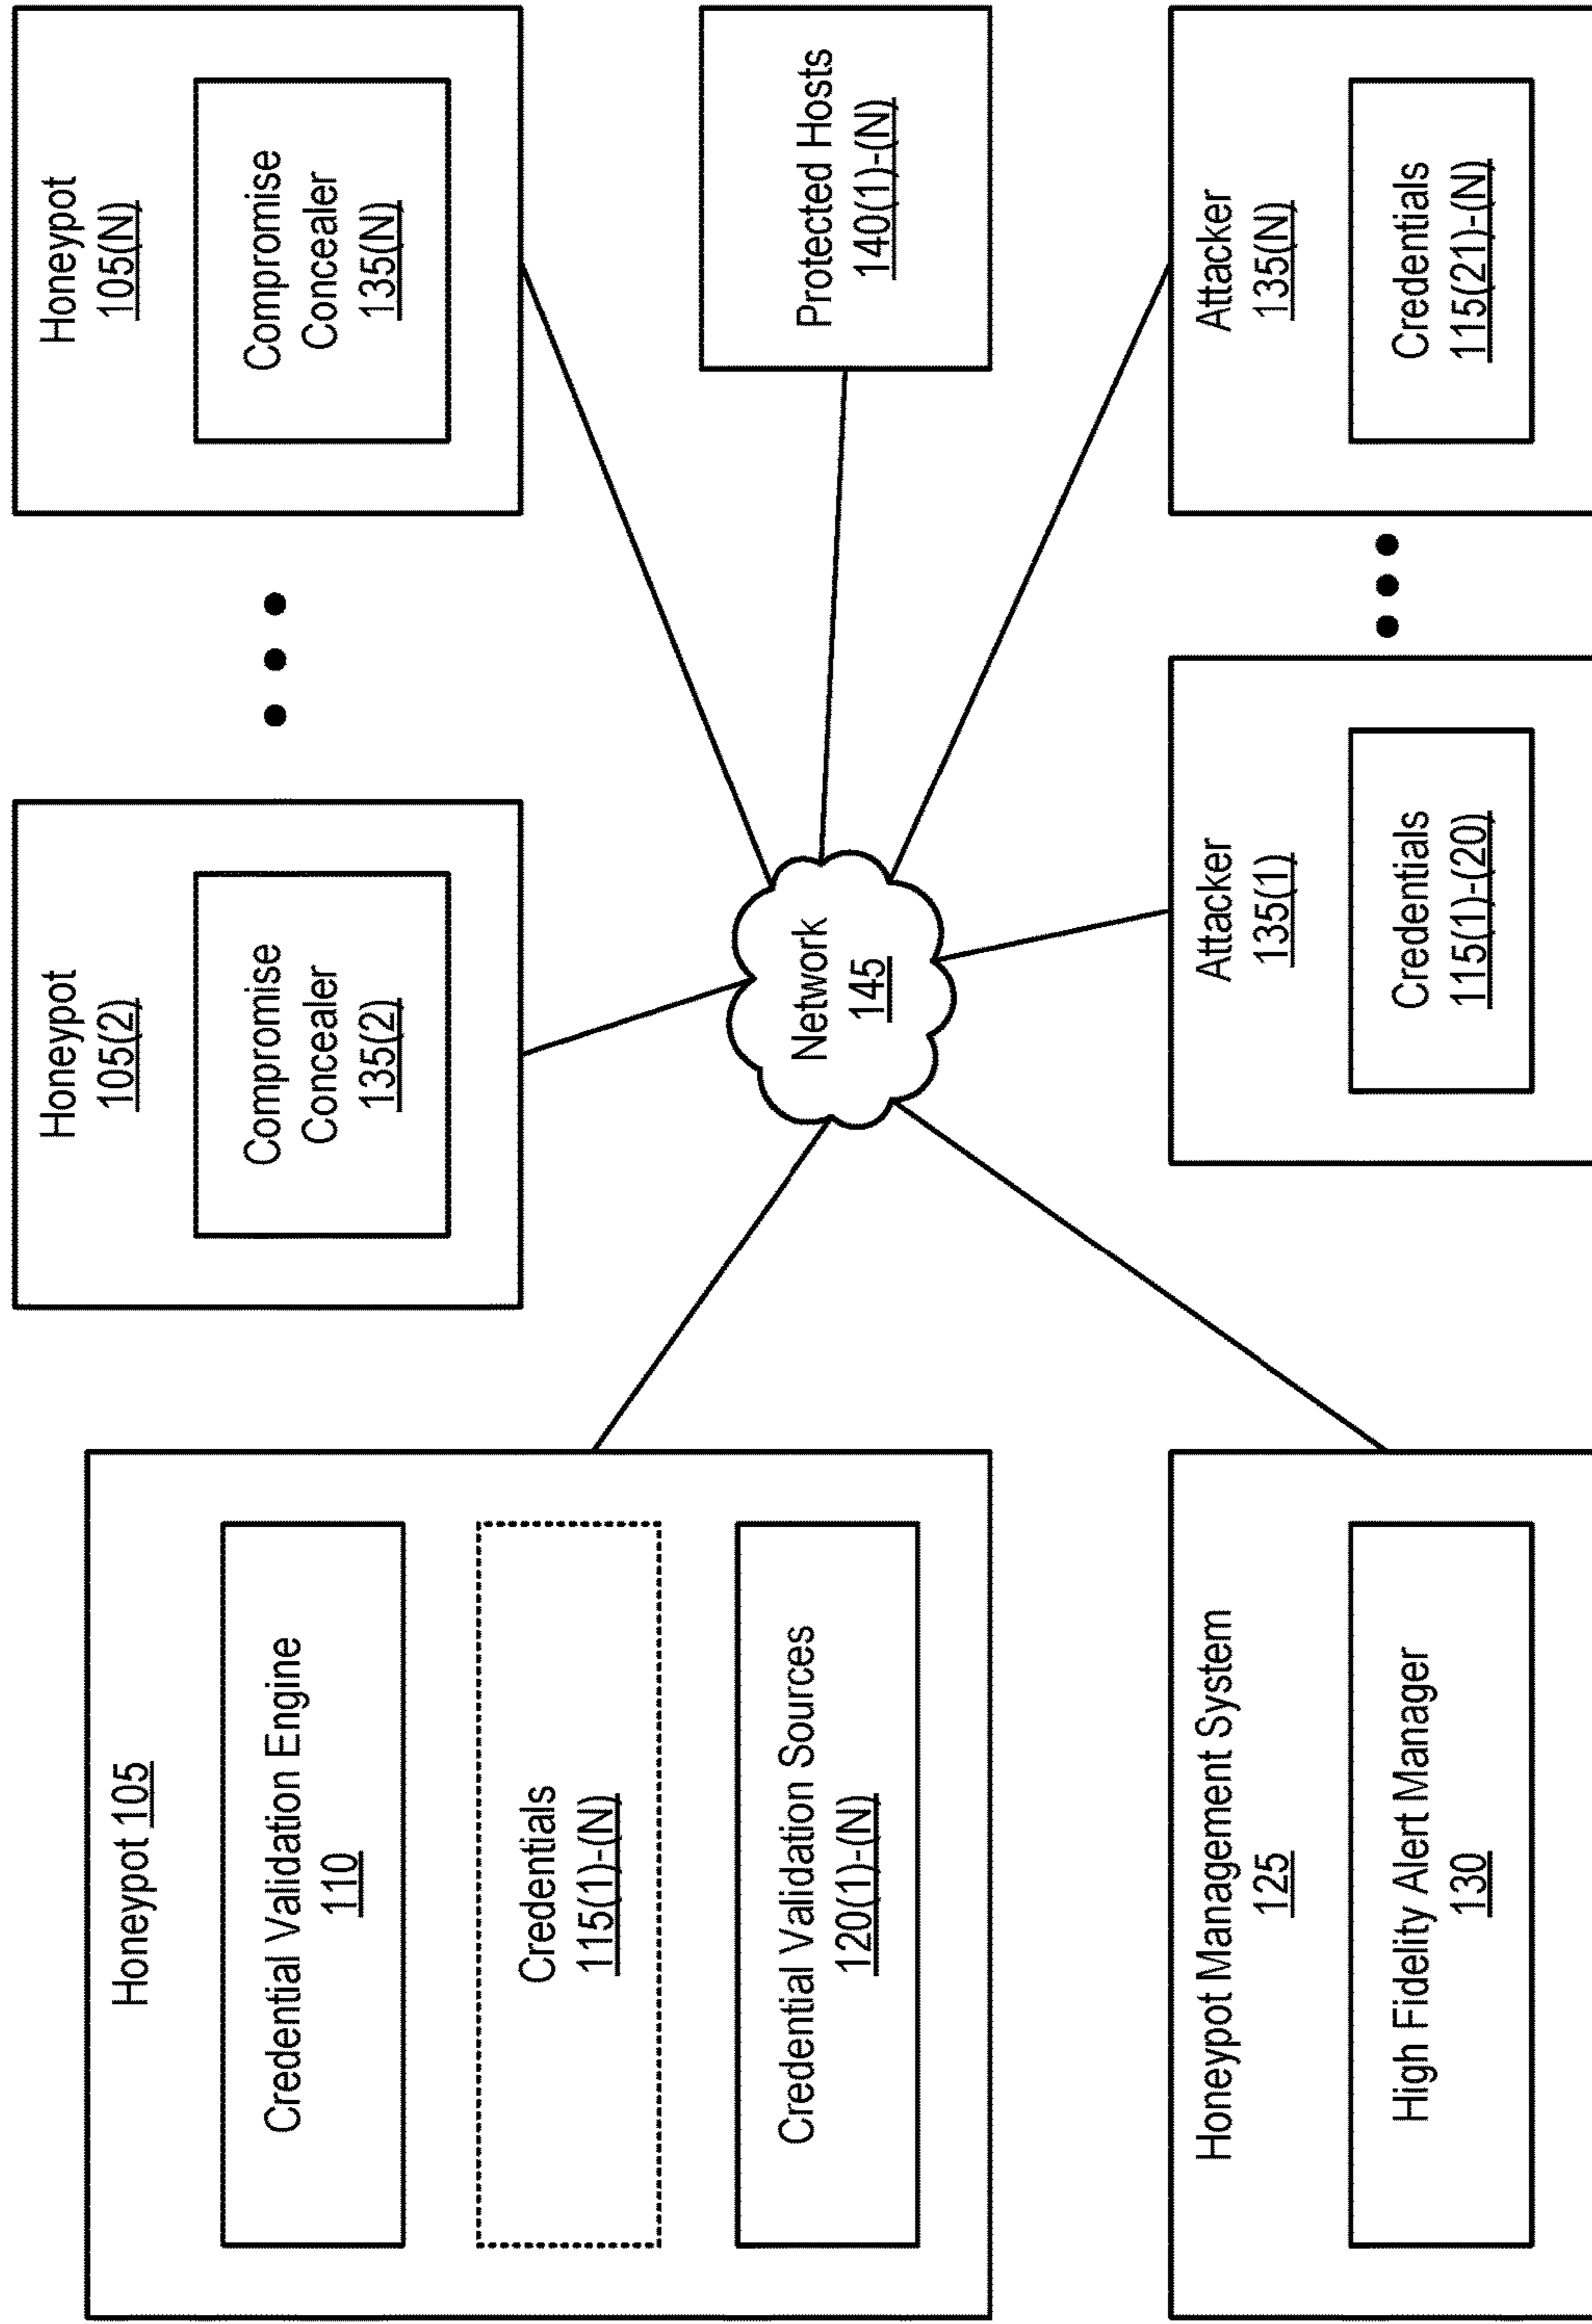 Honeypot 105
Credential Validation Engine
110
Credentials
115(1)-(N)
Credential Validation Sources
120(1)-(N)
Honeypot
105(2)
Compromise
Concealer
135(2)
Honeypot
105(N)
Compromise
Concealer
135(N)
Network
145
Protected Hosts
140(1)-(N)
Honeypot Management System
125
High Fidelity Alert Manager
130
Attacker
135(1)
Credentials
115(1)-(20)
Attacker
135(N)
Credentials
115(21)-(N)